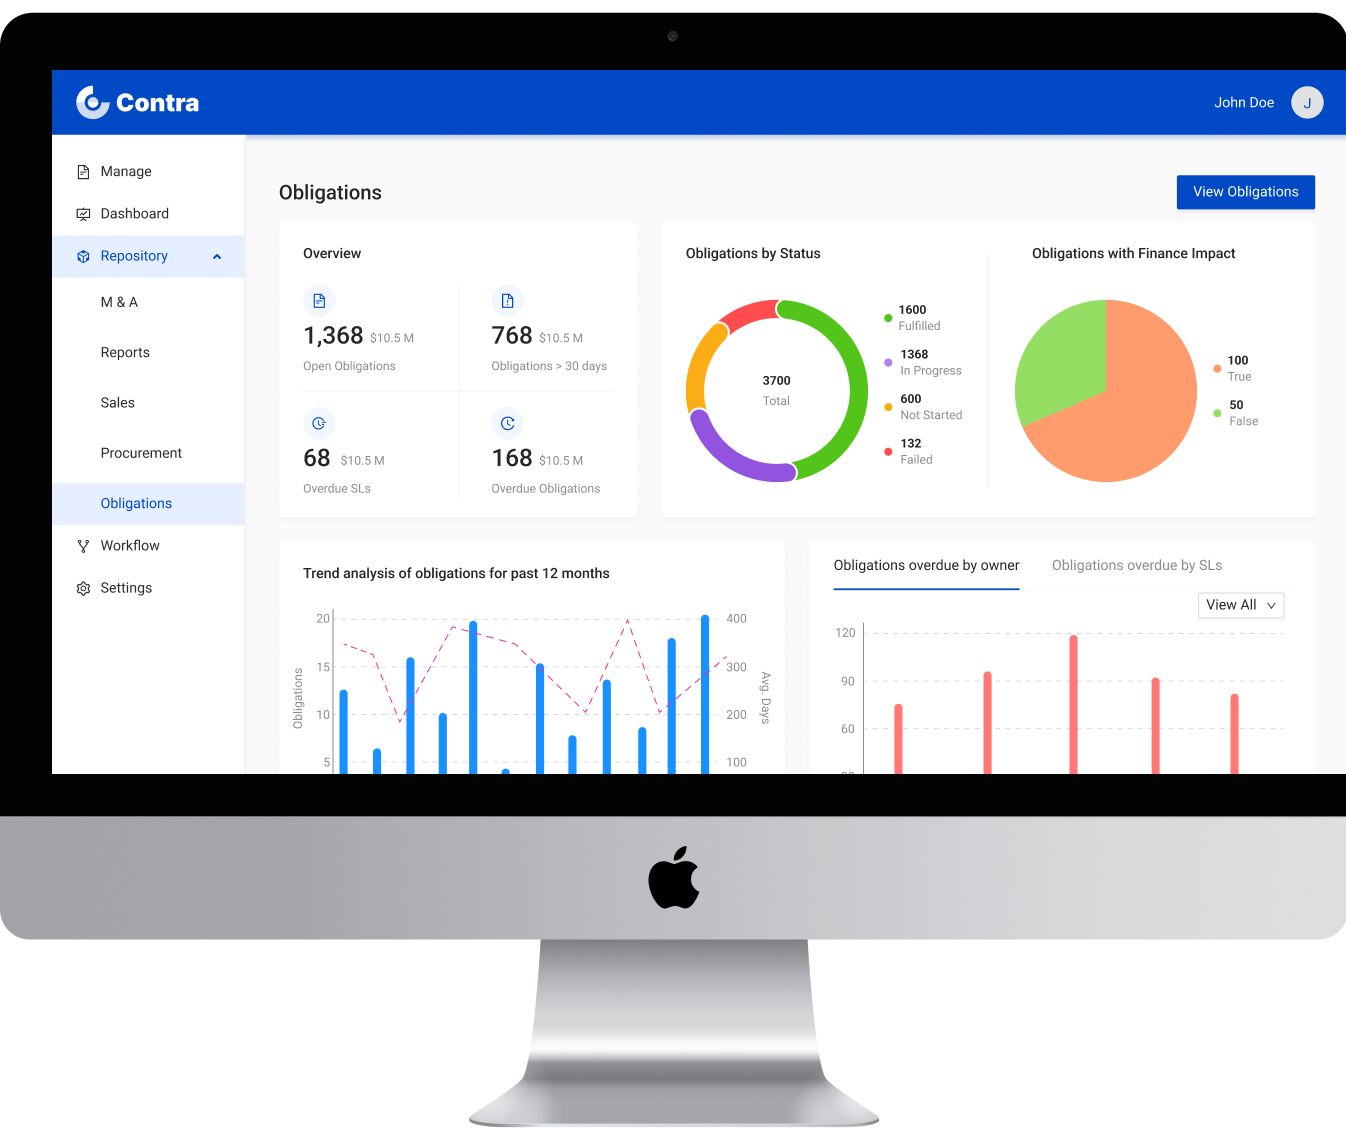 Contra
John Doe
J
Manage
Dashboard
Repository
M & A
Reports
Sales
Procurement
Obligations
Workflow
Settings
Obligations
View Obligations
Overview
1,368 $10.5 M
Open Obligations
768 $10.5 M
Obligations > 30 days
68 $10.5 M
Overdue SLs
168 $10.5 M
Overdue Obligations
Obligations by Status
3700
Total
1600
Fulfilled
1368
In Progress
600
Not Started
132
Failed
Obligations with Finance Impact
100
True
50
False
Trend analysis of obligations for past 12 months
Obligations
20
15
10
5
400
300
200
100
Avg. Days
Obligations overdue by owner
Obligations overdue by SLs
View All
120
90
60